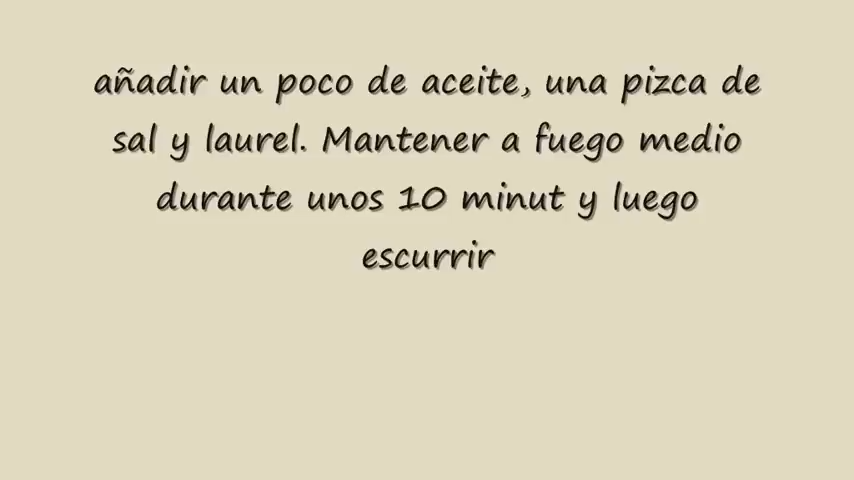 añadir un poco de aceite, una pizca de
sal y laurel. Mantener a fuego medio
durante unos 10 minut y luego
escurrir